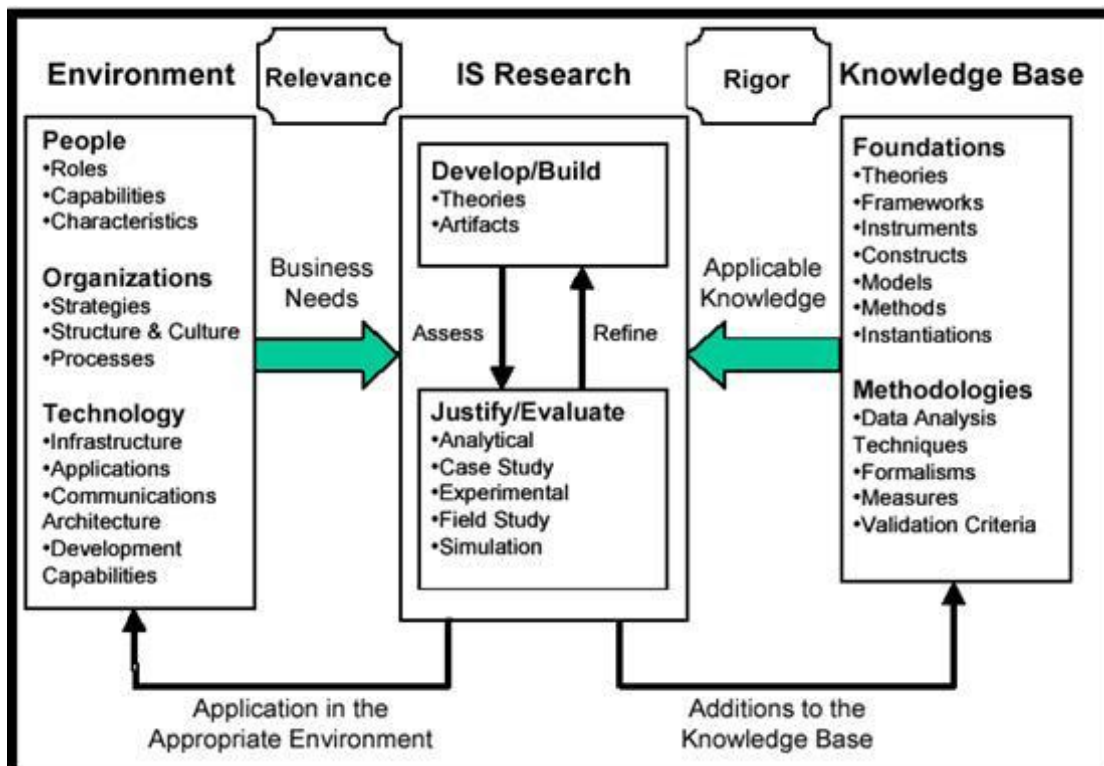 Environment
Relevance
IS Research
Rigor
Knowledge Base
People
•Roles
•Capabilities
•Characteristics
Organizations
•Strategies
•Structure & Culture
•Processes
Technology
•Infrastructure
•Applications
•Communications
Architecture
•Development
Capabilities
Business
Needs
Develop/Build
•Theories
•Artifacts
Assess
Refine
Justify/Evaluate
•Analytical
•Case Study
•Experimental
•Field Study
•Simulation
Applicable
Knowledge
Foundations
•Theories
•Frameworks
•Instruments
•Constructs
•Models
•Methods
•Instantiations
Methodologies
•Data Analysis
Techniques
•Formalisms
•Measures
•Validation Criteria
Application in the
Appropriate Environment
Additions to the
Knowledge Base